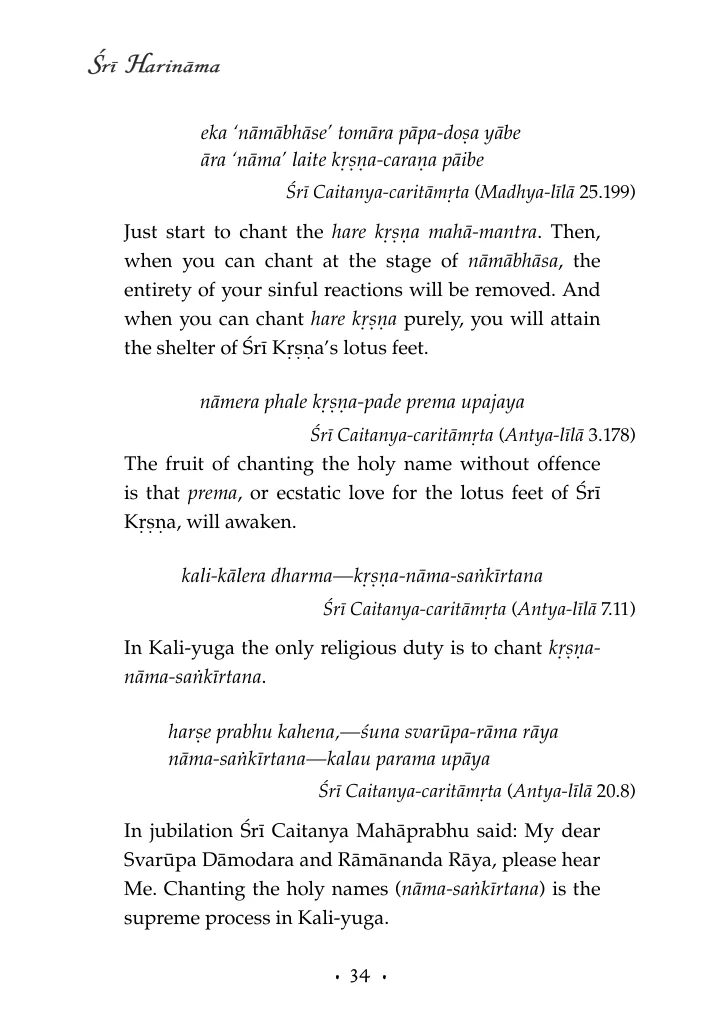 Śrī Harināma
eka ‘nāmābhāse’ tomāra pāpa-doṣa yābe
āra ‘nāma’ laite kṛṣṇa-caraṇa pāibe
Śrī Caitanya-caritāmṛta (Madhya-līlā 25.199)
Just start to chant the hare kṛṣṇa mahā-mantra. Then,
when you can chant at the stage of nāmābhāsa, the
entirety of your sinful reactions will be removed. And
when you can chant hare kṛṣṇa purely, you will attain
the shelter of Śrī Kṛṣṇa’s lotus feet.
nāmera phale kṛṣṇa-pade prema upajaya
Śrī Caitanya-caritāmṛta (Antya-līlā 3.178)
The fruit of chanting the holy name without offence
is that prema, or ecstatic love for the lotus feet of Śrī
Kṛṣṇa, will awaken.
kali-kālera dharma—kṛṣṇa-nāma-saṅkīrtana
Śrī Caitanya-caritāmṛta (Antya-līlā 7.11)
In Kali-yuga the only religious duty is to chant kṛṣṇa-
nāma-saṅkīrtana.
harṣe prabhu kahena,—śuna svarūpa-rāma rāya
nāma-saṅkīrtana—kalau parama upāya
Śrī Caitanya-caritāmṛta (Antya-līlā 20.8)
In jubilation Śrī Caitanya Mahāprabhu said: My dear
Svarūpa Dāmodara and Rāmānanda Rāya, please hear
Me. Chanting the holy names (nāma-saṅkīrtana) is the
supreme process in Kali-yuga.
• 34 •